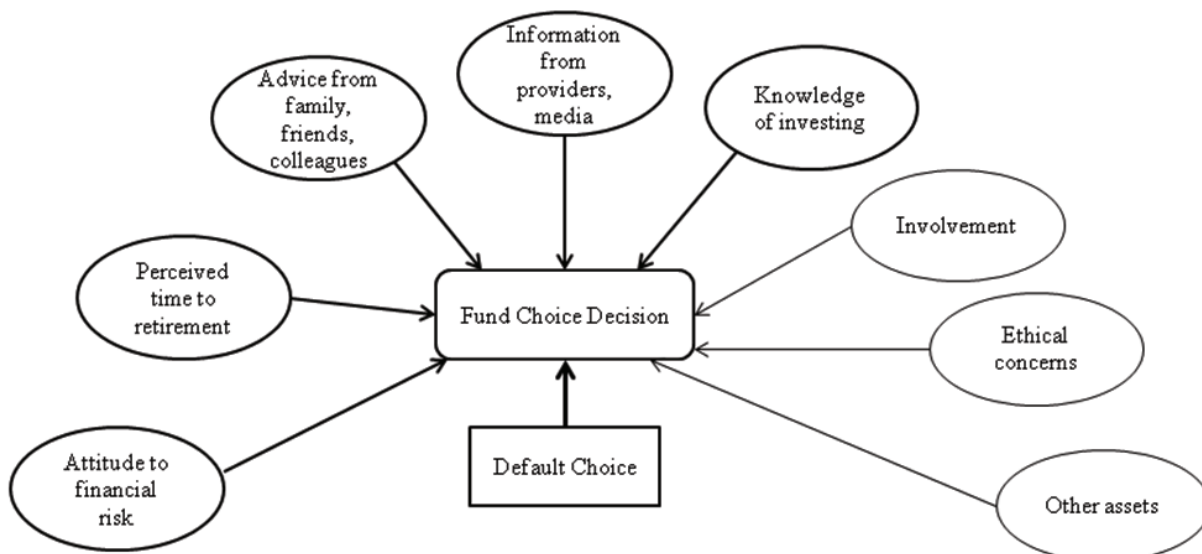 Information
from
providers,
media
Advice from
family,
friends,
colleagues
Knowledge
of investing
Involvement
Perceived
time to
retirement
Fund Choice Decision
Ethical
concerns
Default Choice
Attitude to
financial
risk
Other assets